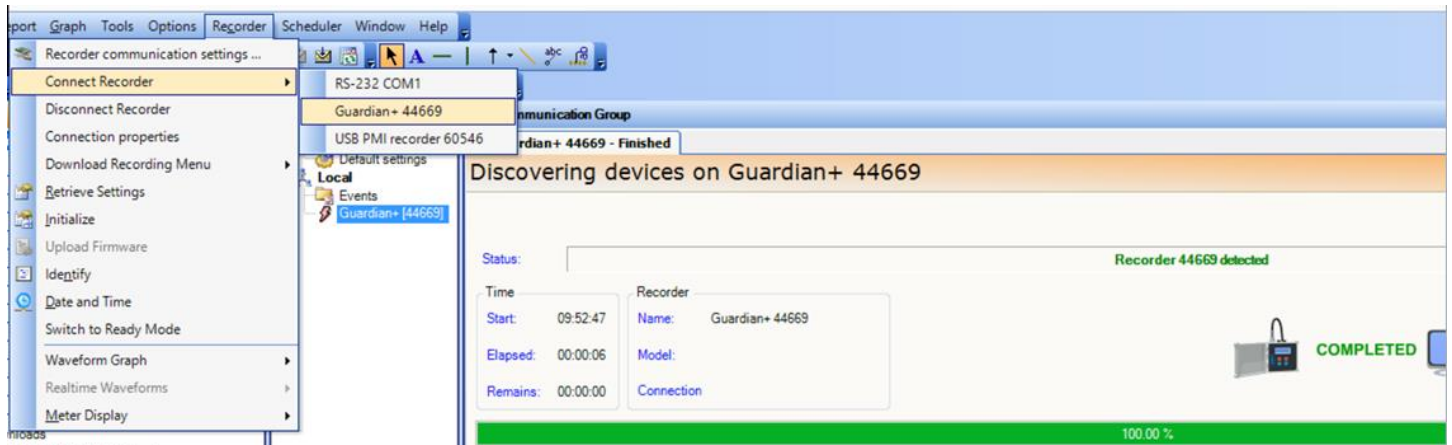 port Graph Tools Options Recorder Scheduler Window Help
Recorder communication settings ...
Connect Recorder
Disconnect Recorder
Connection properties
Download Recording Menu
Retrieve Settings
Initialize
Upload Firmware
Identify
Date and Time
Switch to Ready Mode
Waveform Graph
Realtime Waveforms
Meter Display
nloads
RS-232 COM1
Guardian+ 44669
USB PMI recorder 60546
Default settings
Local
Events
Guardian+ [44669]
A
abc
mmunication Group
rdian+ 44669 - Finished
Discovering devices on Guardian+ 44669
Status: Recorder 44669 detected
Time
Start: 09:52:47
Elapsed: 00:00:06
Remains: 00:00:00
Recorder
Name: Guardian+ 44669
Model:
Connection
COMPLETED
100.00 %